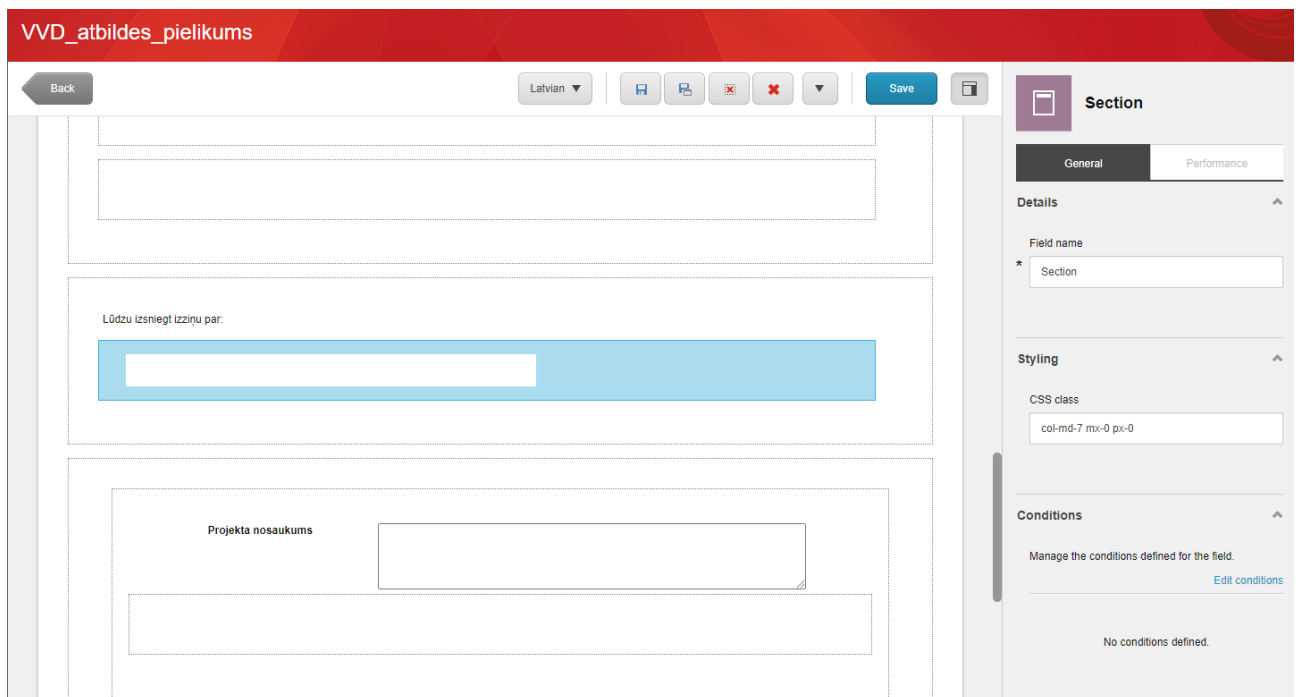 VVD_atbildes_pielikums
Back
Latvian
Save
Section
General
Performance
Details
Field name
*
Section
Lūdzu izsniegt izziņu par:
Styling
CSS class
col-md-7 mx-0 px-0
Conditions
Manage the conditions defined for the field.
Edit conditions
No conditions defined.
Projekta nosaukums